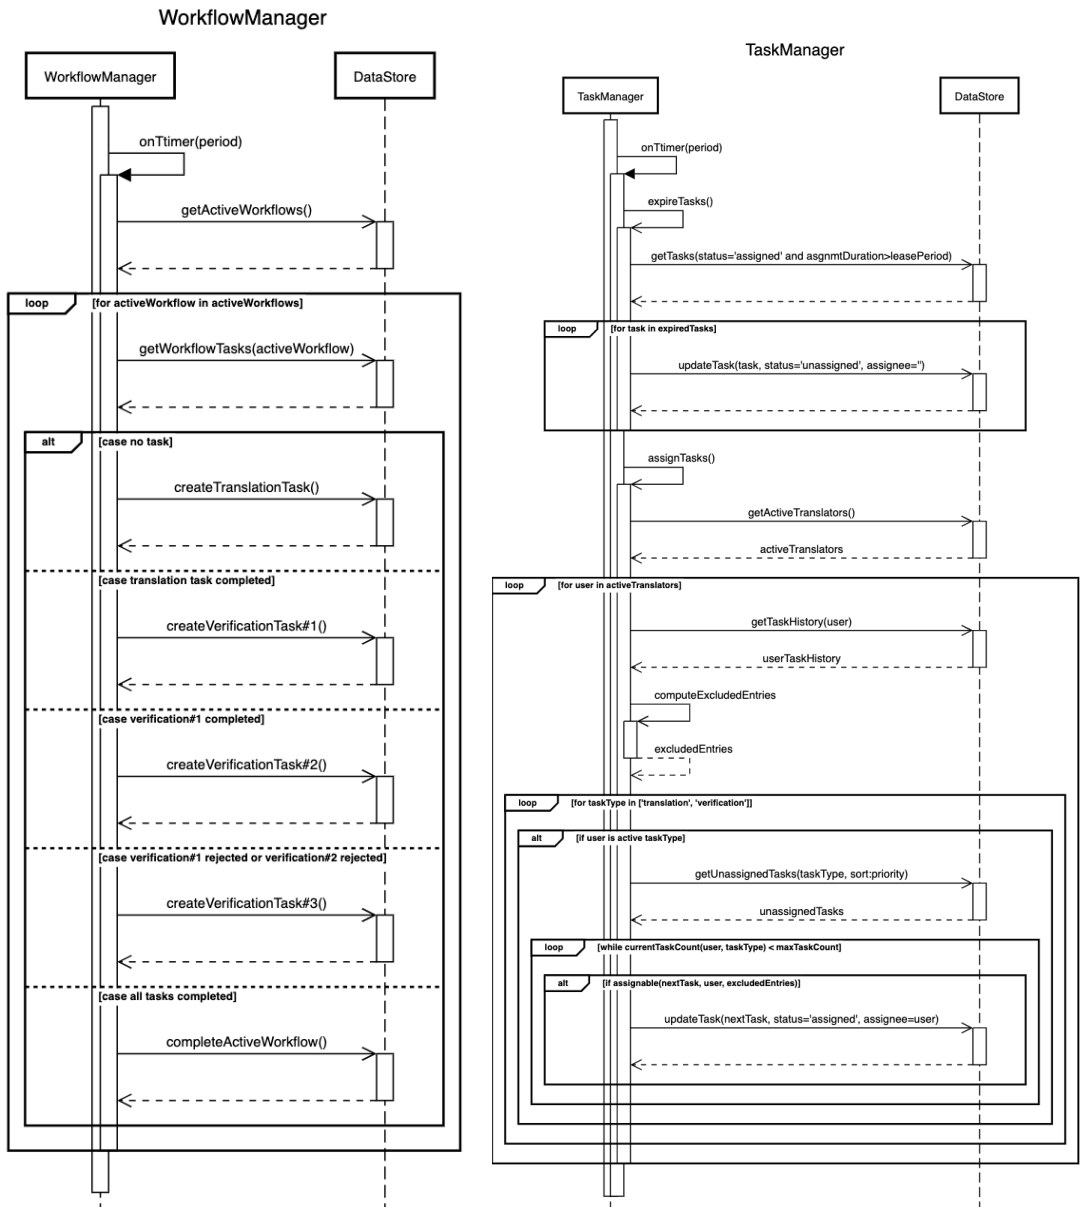 WorkflowManager
WorkflowManager
DataStore
onTtimer(period)
getActiveWorkflows()
loop
[for activeWorkflow in activeWorkflows]
getWorkflowTasks(activeWorkflow)
alt
[case no task]
createTranslationTask()
[case translation task completed]
createVerificationTask#1()
[case verification#1 completed]
createVerificationTask#2()
[case verification#1 rejected or verification#2 rejected]
createVerificationTask#3()
[case all tasks completed]
completeActiveWorkflow()
TaskManager
TaskManager
DataStore
onTtimer(period)
expireTasks()
getTasks(status='assigned' and asgnmtDuration>leasePeriod)
loop
[for task in expiredTasks]
updateTask(task, status='unassigned', assignee='')
assignTasks()
getActiveTranslators()
activeTranslators
loop
[for user in activeTranslators]
getTaskHistory(user)
userTaskHistory
computeExcludedEntries
excludedEntries
loop
[for taskType in ['translation', 'verification']]
alt
[if user is active taskType]
getUnassignedTasks(taskType, sort:priority)
unassignedTasks
loop
[while currentTaskCount(user, taskType) < maxTaskCount]
alt
[if assignable(nextTask, user, excludedEntries)]
updateTask(nextTask, status='assigned', assignee=user)